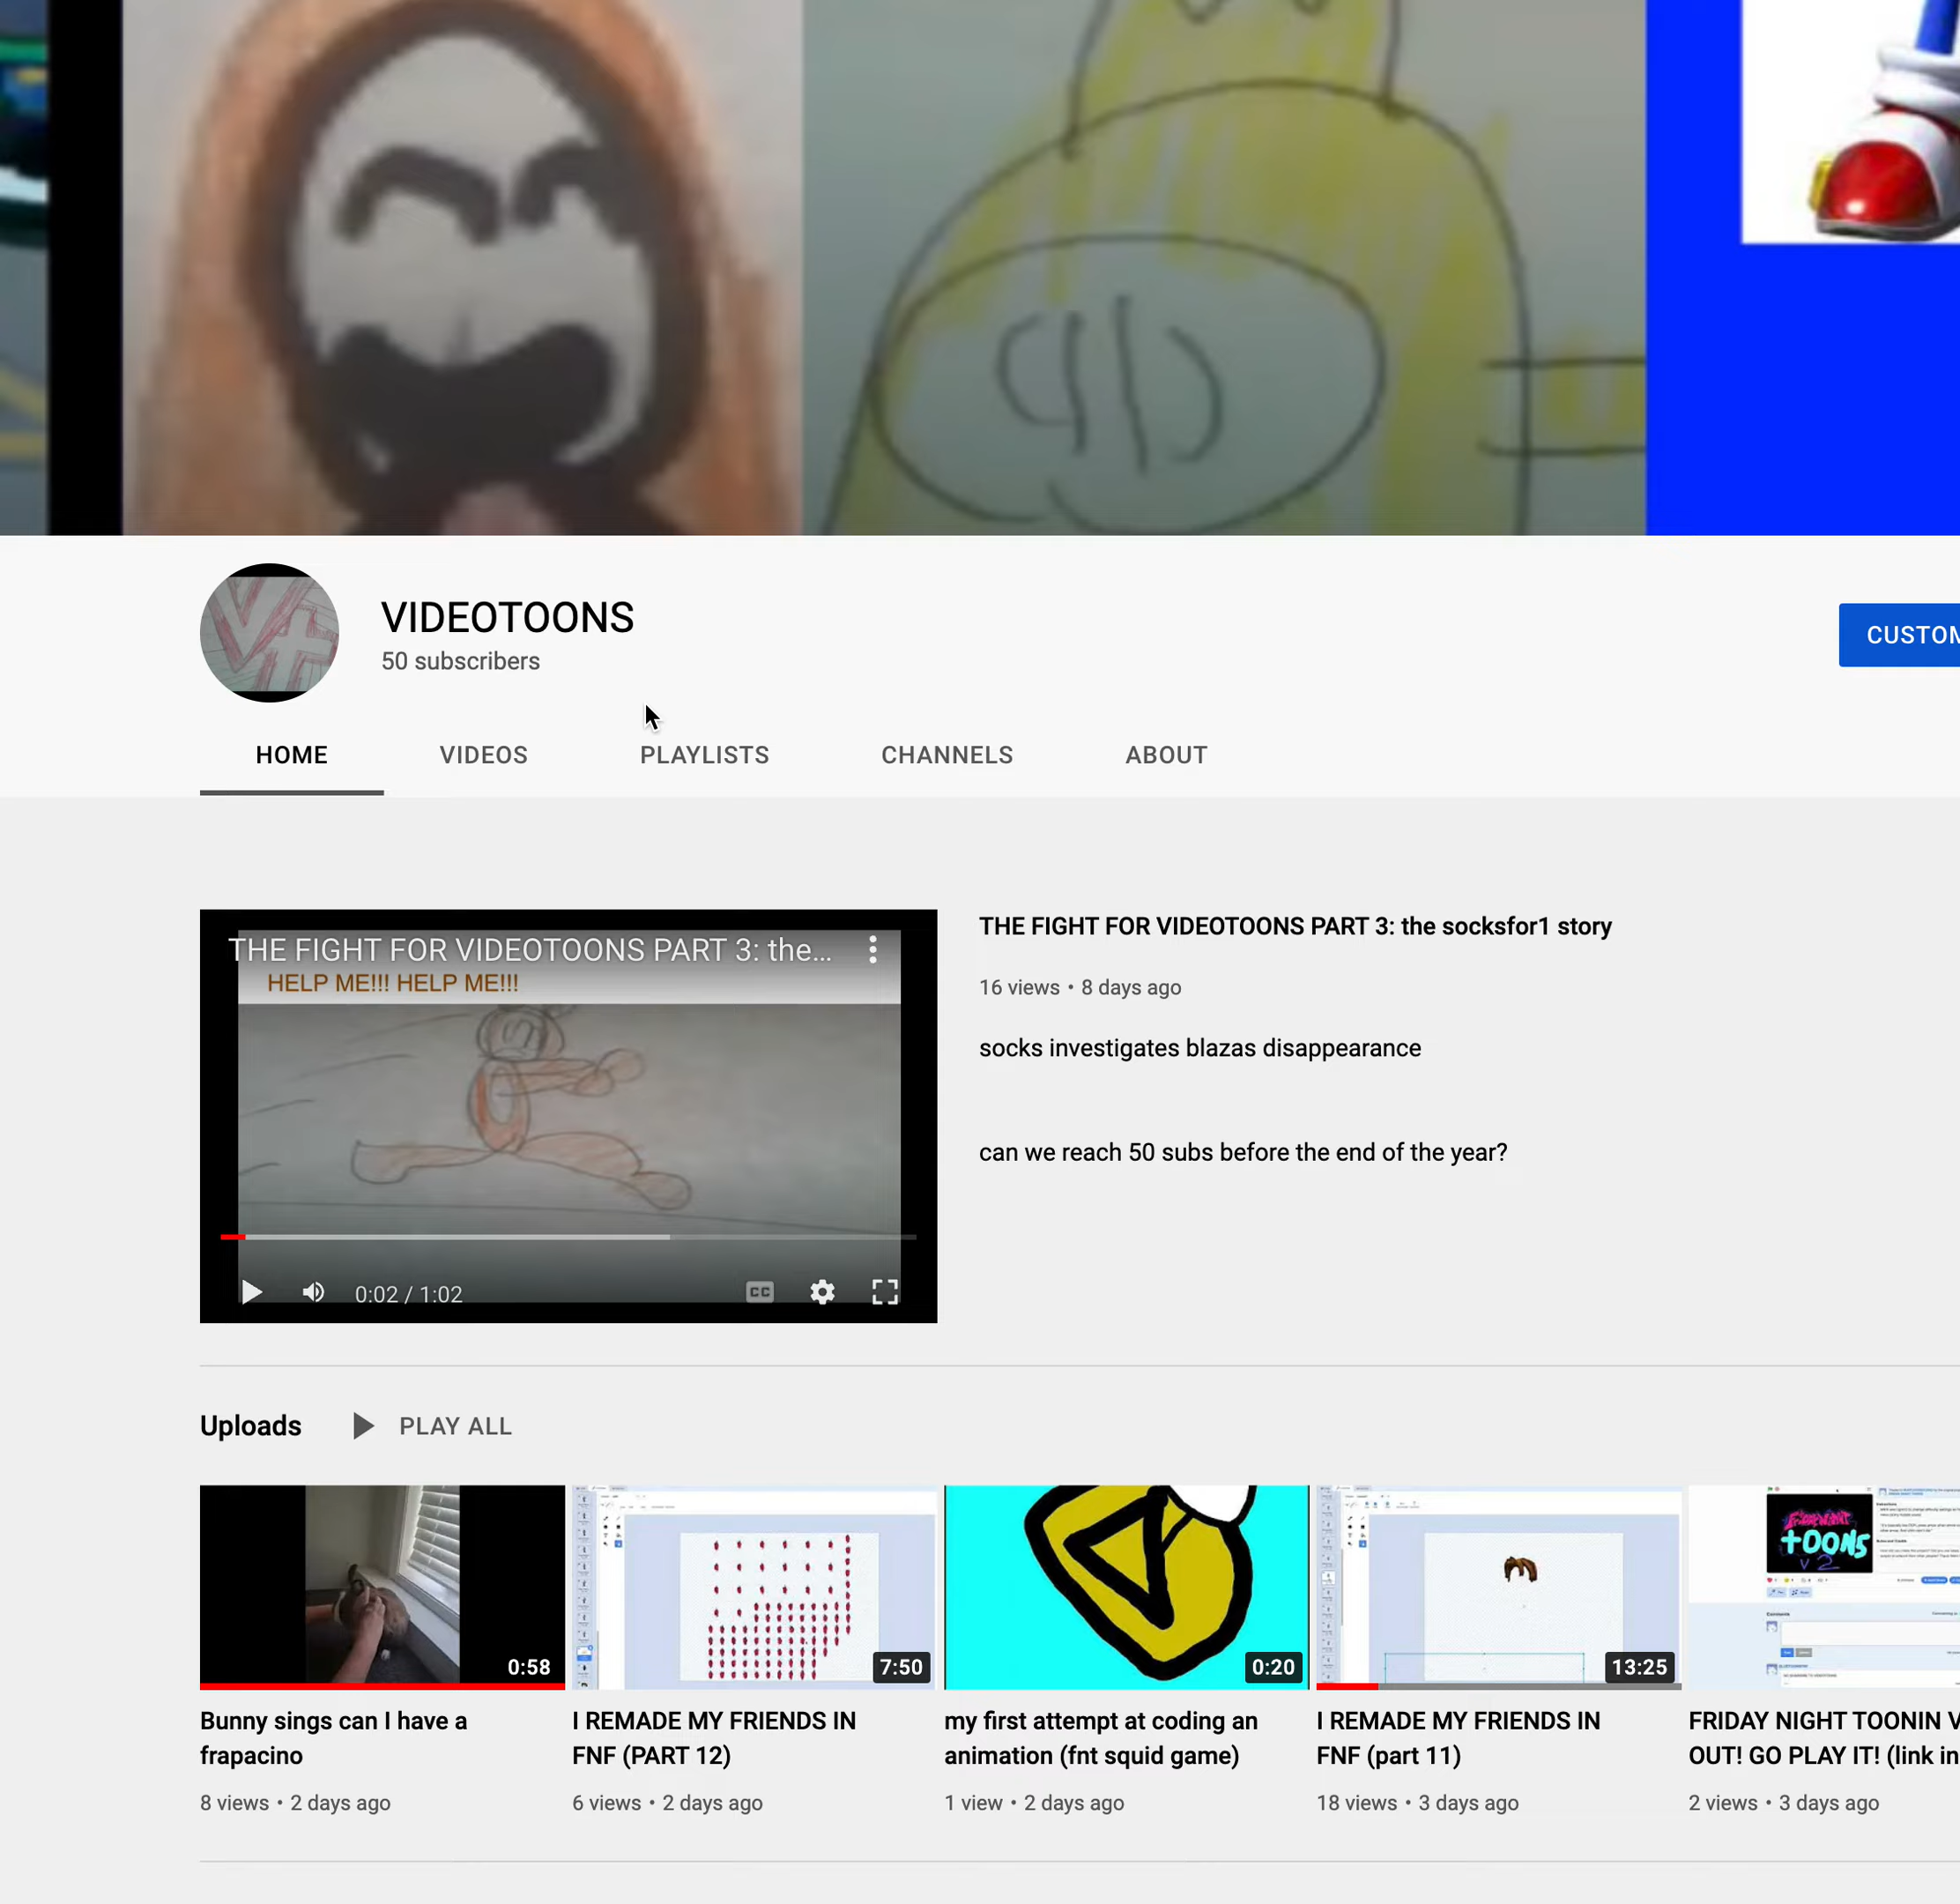 VIDEOTOONS
50 subscribers
CUSTOM
HOME VIDEOS PLAYLISTS CHANNELS ABOUT
THE FIGHT FOR VIDEOTOONS PART 3: the...
HELP ME!!! HELP ME!!!
0:02 / 1:02
CC
THE FIGHT FOR VIDEOTOONS PART 3: the socksfor1 story
16 views • 8 days ago
socks investigates blazas disappearance
can we reach 50 subs before the end of the year?
Uploads PLAY ALL
0:58
Bunny sings can I have a
frapacino
8 views • 2 days ago
7:50
I REMADE MY FRIENDS IN
FNF (PART 12)
6 views • 2 days ago
0:20
my first attempt at coding an
animation (fnt squid game)
1 view • 2 days ago
13:25
I REMADE MY FRIENDS IN
FNF (part 11)
18 views • 3 days ago
tOONS
V2
FRIDAY NIGHT TOONIN V
OUT! GO PLAY IT! (link in
2 views • 3 days ago